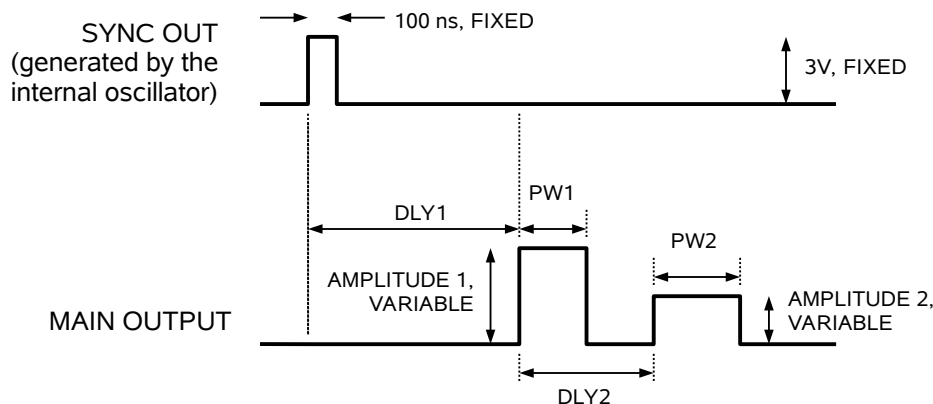 100 ns, FIXED
SYNC OUT
(generated by the
internal oscillator)
3V, FIXED
PW1
DLY1
PW2
AMPLITUDE 1,
VARIABLE
AMPLITUDE 2,
VARIABLE
MAIN OUTPUT
DLY2